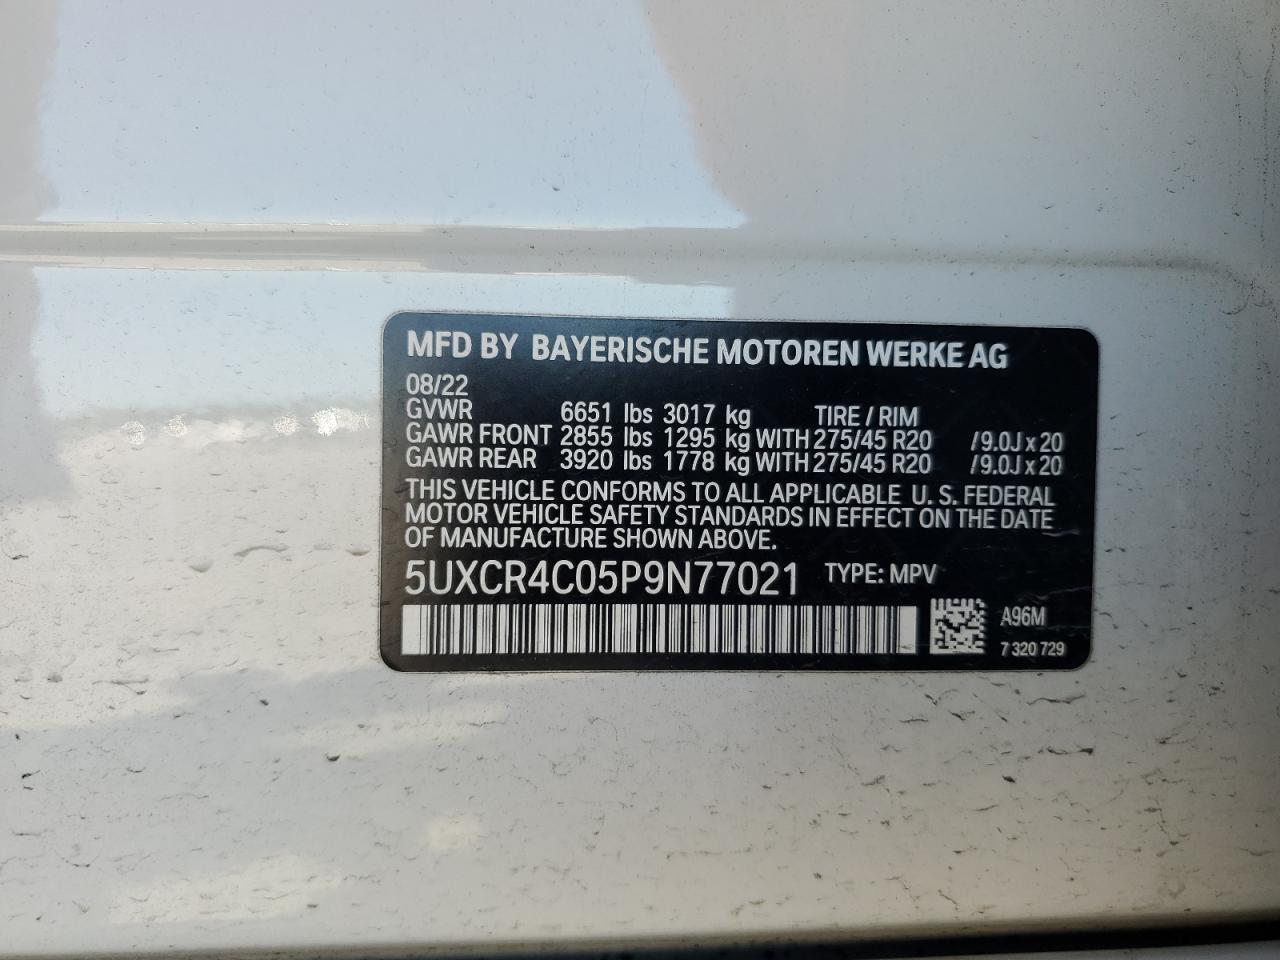 MFD BY BAYERISCHE MOTOREN WERKE AG
08/22
GVWR 6651 lbs 3017 kg TIRE / RIM
GAWR FRONT 2855 lbs 1295 kg WITH 275/45 R20 /9.0J x 20
GAWR REAR 3920 lbs 1778 kg WITH 275/45 R20 /9.0J x 20
THIS VEHICLE CONFORMS TO ALL APPLICABLE U. S. FEDERAL
MOTOR VEHICLE SAFETY STANDARDS IN EFFECT ON THE DATE
OF MANUFACTURE SHOWN ABOVE.
5UXCR4C05P9N77021 TYPE: MPV
A96M
7 320 729